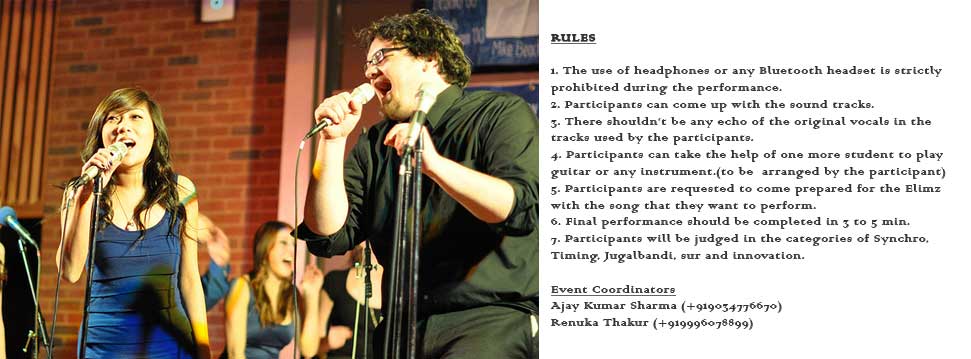 Mike Beac
RULES
1. The use of headphones or any Bluetooth headset is strictly
prohibited during the performance.
2. Participants can come up with the sound tracks.
3. There shouldn't be any echo of the original vocals in the
tracks used by the participants.
4. Participants can take the help of one more student to play
guitar or any instrument.(to be arranged by the participant)
5. Participants are requested to come prepared for the Elimz
with the song that they want to perform.
6. Final performance should be completed in 3 to 5 min.
7. Participants will be judged in the categories of Synchro,
Timing, Jugalbandi, sur and innovation.
Event Coordinators
Ajay Kumar Sharma (+919034776670)
Renuka Thakur (+919996078899)